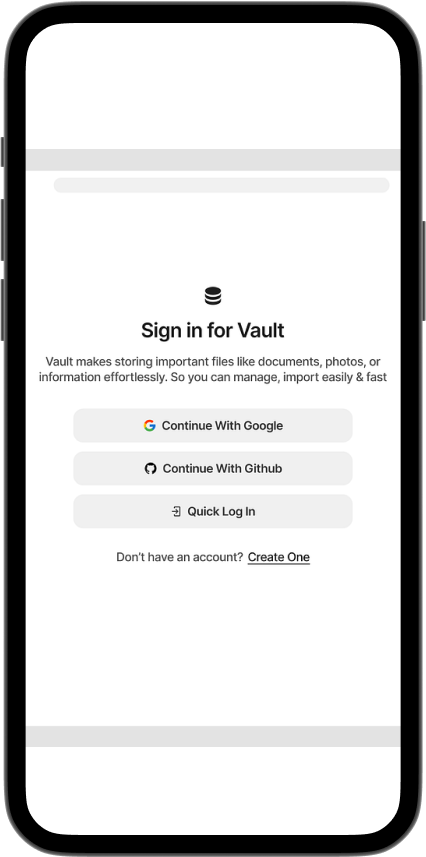 Sign in for Vault
Vault makes storing important files like documents, photos, or
information effortlessly. So you can manage, import easily & fast
Continue With Google
Continue With Github
Quick Log In
Don't have an account? Create One